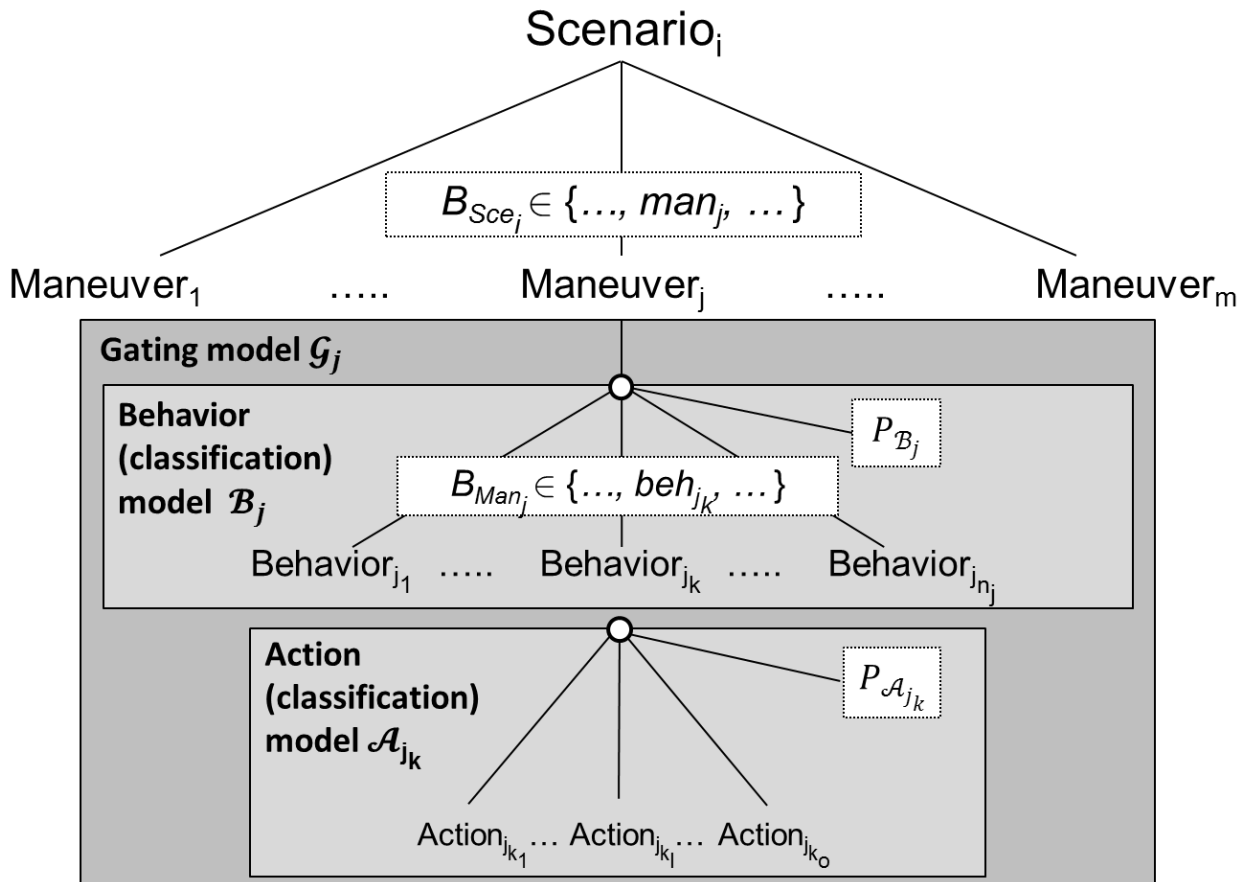 Scenario_i
B_{Sce_i} ∈ {…, man_j, …}
Maneuver_1 ….. Maneuver_j ….. Maneuver_m
Gating model 𝒢_j
Behavior
(classification)
model ℬ_j
P_{ℬ_j}
B_{Man_j} ∈ {…, beh_{j_k}, …}
Behavior_{j_1} ….. Behavior_{j_k} ….. Behavior_{j_{n_j}}
Action
(classification)
model 𝒜_{j_k}
P_{𝒜_{j_k}}
Action_{j_{k_1}}… Action_{j_{k_l}}… Action_{j_{k_o}}